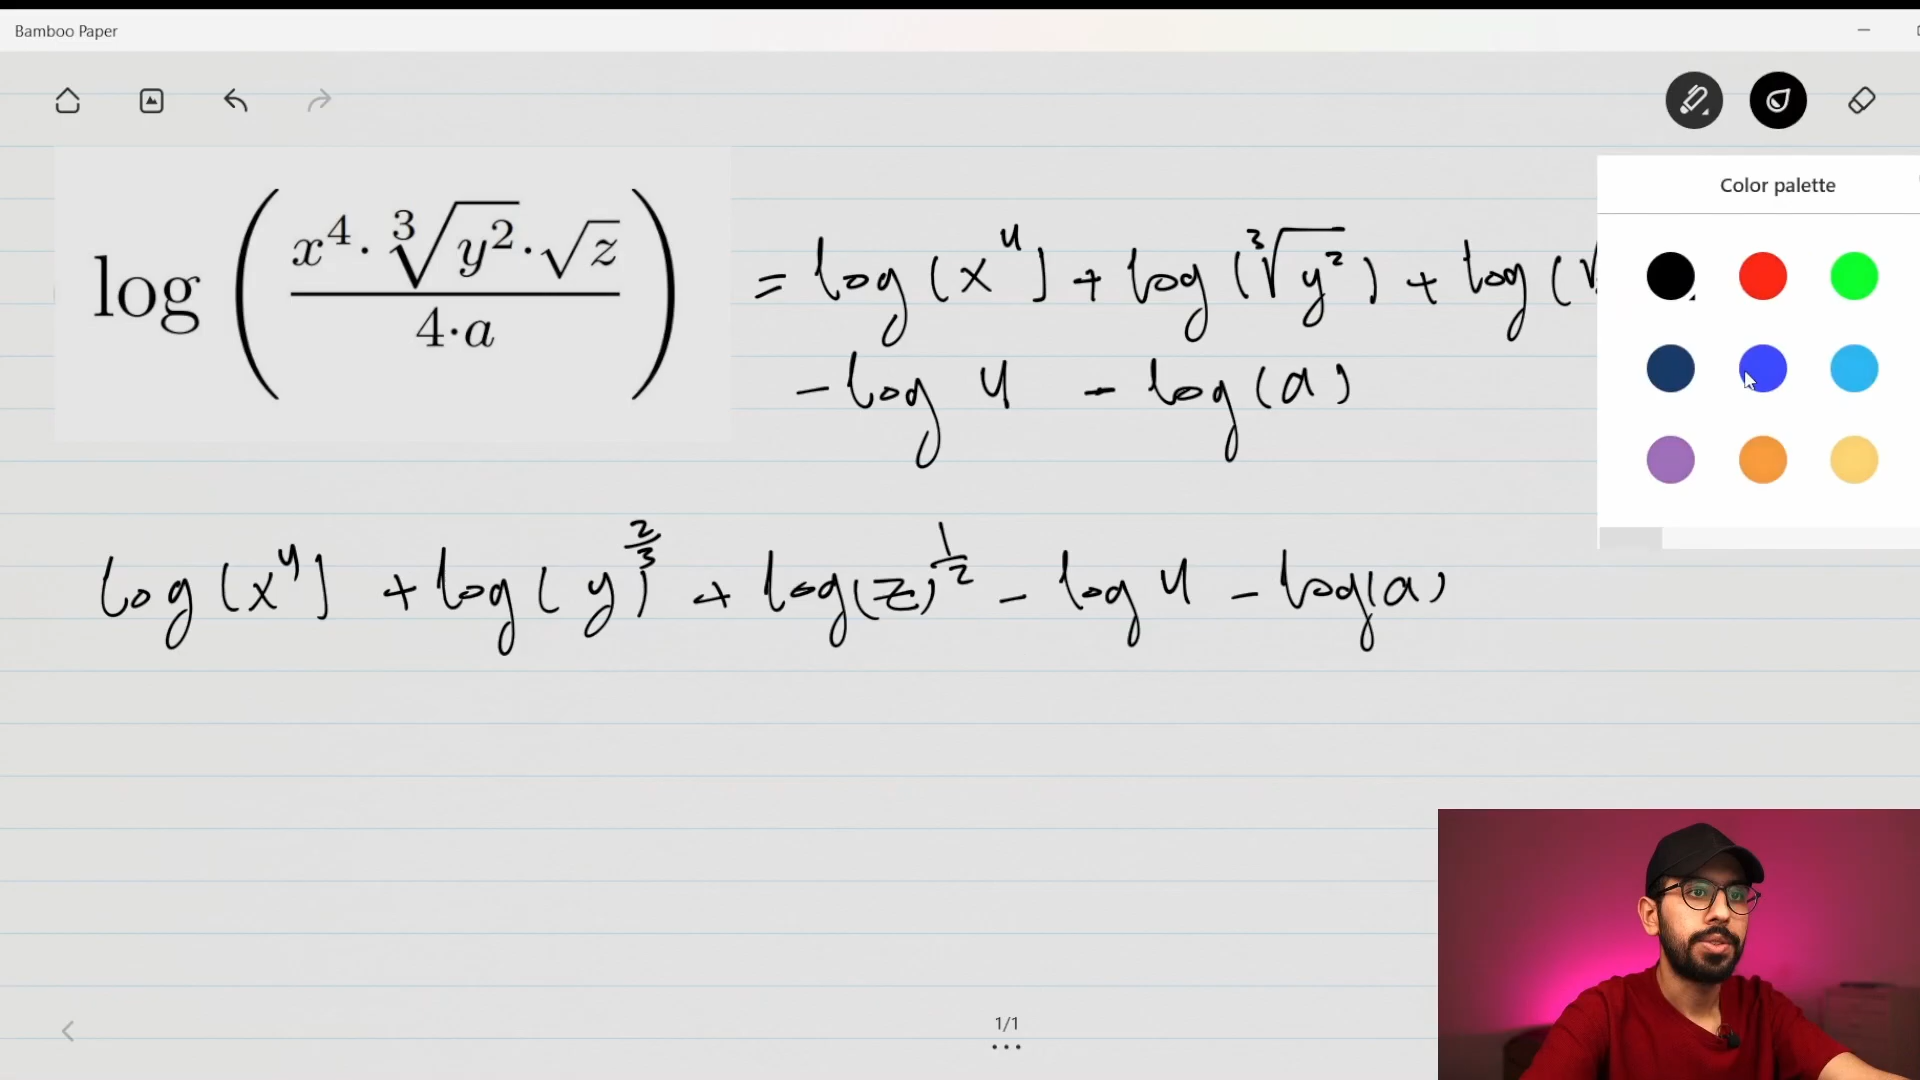 Bamboo Paper
Color palette
log ( x^4 · ∛y^2 · √z / 4·a )
= log(x^4) + log(∛y^2) + log(√
- log 4 - log(a)
log(x^4) + log(y)^2/3 + log(z)^1/2 - log 4 - log(a)
1/1